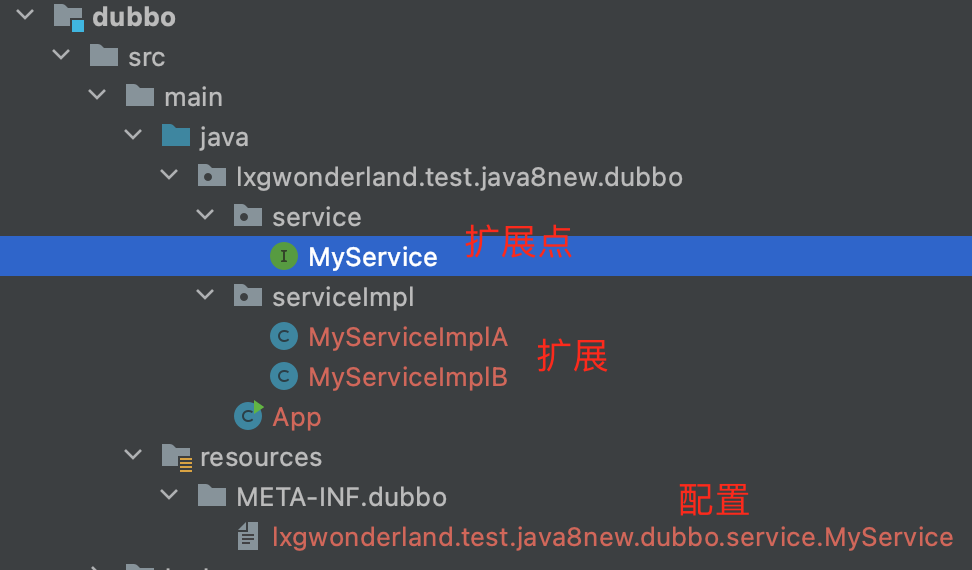 dubbo
src
main
java
lxgwonderland.test.java8new.dubbo
service
MyService 扩展点
serviceImpl
MyServiceImplA
扩展
MyServiceImplB
App
resources
META-INF.dubbo
配置
lxgwonderland.test.java8new.dubbo.service.MyService